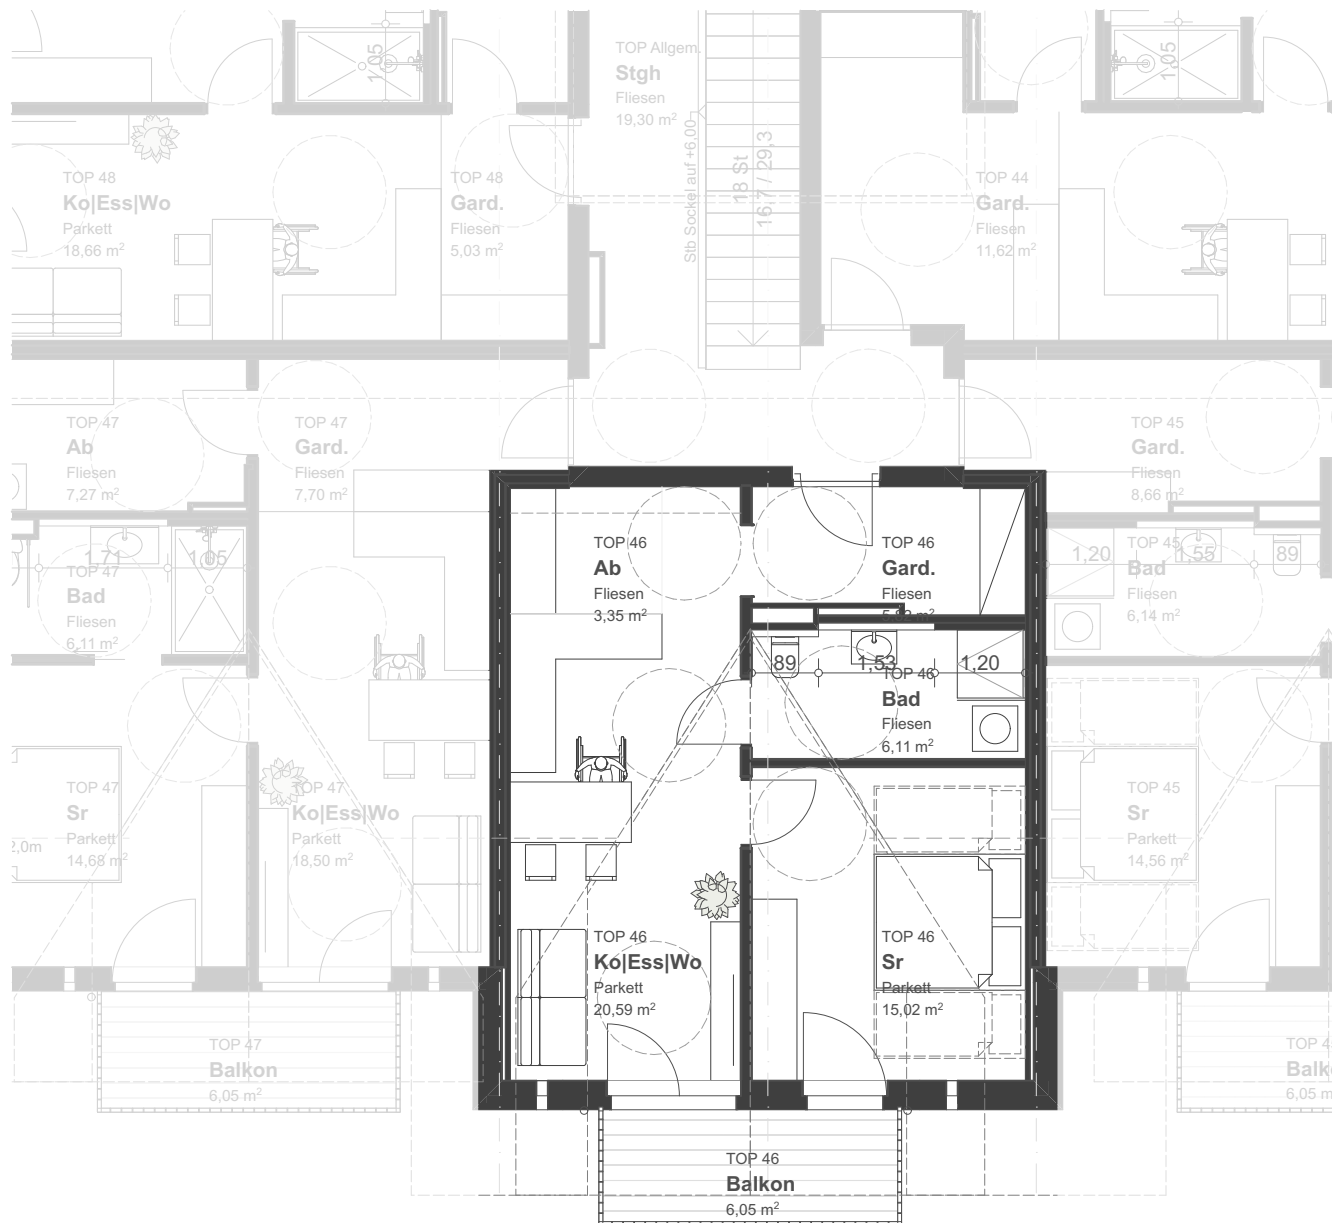 TOP Allgem.
Stgh
Fliesen
19,30 m²
Stb Sockel auf +6,00
18 St
16,7 / 29,3
1,05
1,05
TOP 48
Ko|Ess|Wo
Parkett
18,66 m²
TOP 48
Gard.
Fliesen
5,03 m²
TOP 44
Gard.
Fliesen
11,62 m²
TOP 47
Ab
Fliesen
7,27 m²
TOP 47
Gard.
Fliesen
7,70 m²
TOP 45
Gard.
Fliesen
8,66 m²
1,71
1,05
TOP 47
Bad
Fliesen
6,11 m²
TOP 46
Ab
Fliesen
3,35 m²
TOP 46
Gard.
Fliesen
1,20
1,55
89
TOP 45
Bad
Fliesen
6,14 m²
89
1,53
1,20
TOP 46
Bad
Fliesen
6,11 m²
TOP 47
Sr
Parkett
14,68 m²
2,0m
TOP 47
Ko|Ess|Wo
Parkett
18,50 m²
TOP 45
Sr
Parkett
14,56 m²
TOP 46
Ko|Ess|Wo
Parkett
20,59 m²
TOP 46
Sr
Parkett
15,02 m²
TOP 47
Balkon
6,05 m²
TOP 46
Balkon
6,05 m²
TOP 4
Balk
6,05 m